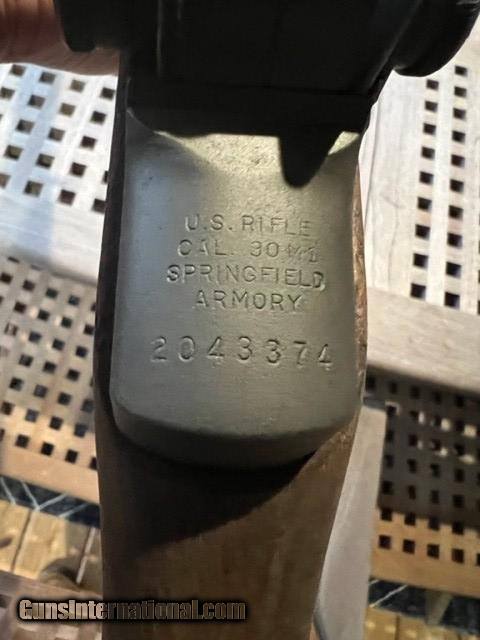 U.S. RIFLE
CAL. 30 M1
SPRINGFIELD
ARMORY
2043374
GunsInternational.com